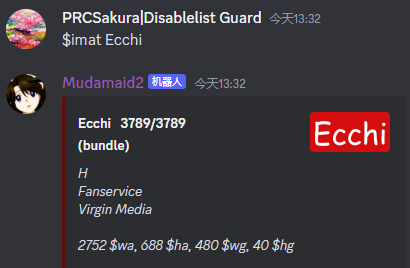 PRCSakura|Disablelist Guard 今天13:32
$imat Ecchi
Mudamaid2 机器人 今天13:32
Ecchi 3789/3789
(bundle)
Ecchi
H
Fanservice
Virgin Media
2752 $wa, 688 $ha, 480 $wg, 40 $hg